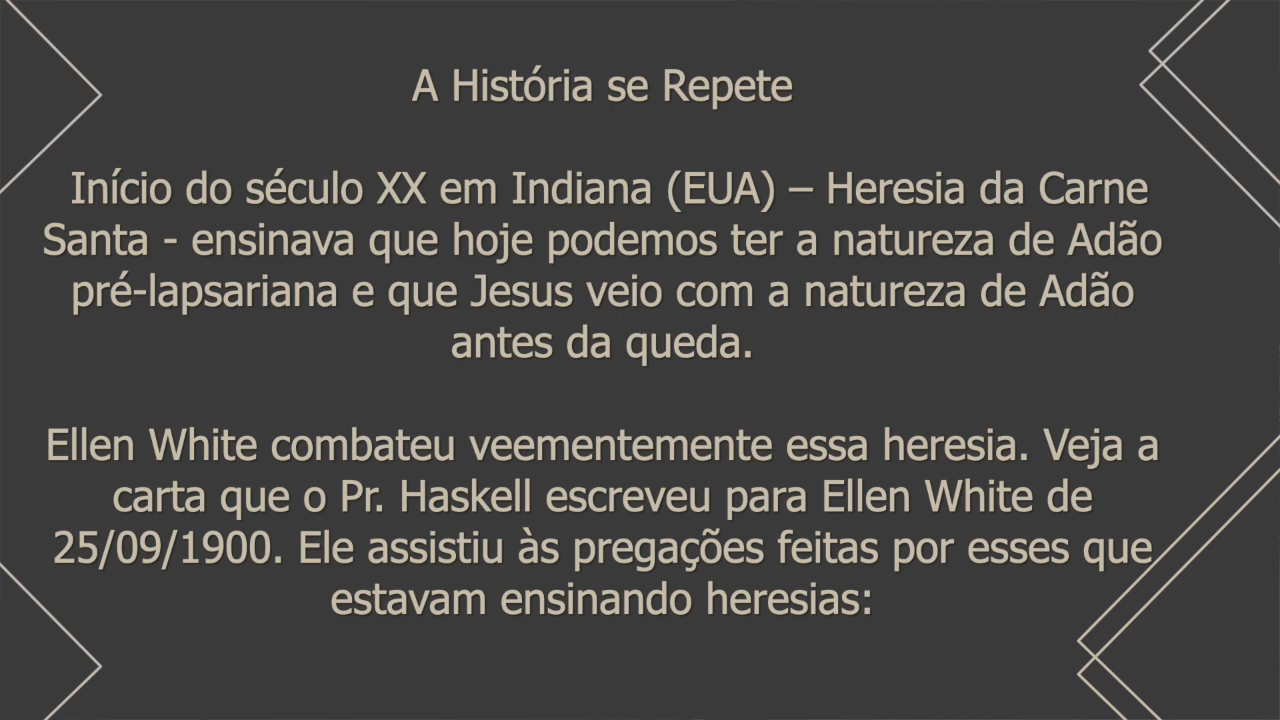 A História se Repete
Início do século XX em Indiana (EUA) – Heresia da Carne
Santa - ensinava que hoje podemos ter a natureza de Adão
pré-lapsariana e que Jesus veio com a natureza de Adão
antes da queda.
Ellen White combateu veementemente essa heresia. Veja a
carta que o Pr. Haskell escreveu para Ellen White de
25/09/1900. Ele assistiu às pregações feitas por esses que
estavam ensinando heresias: